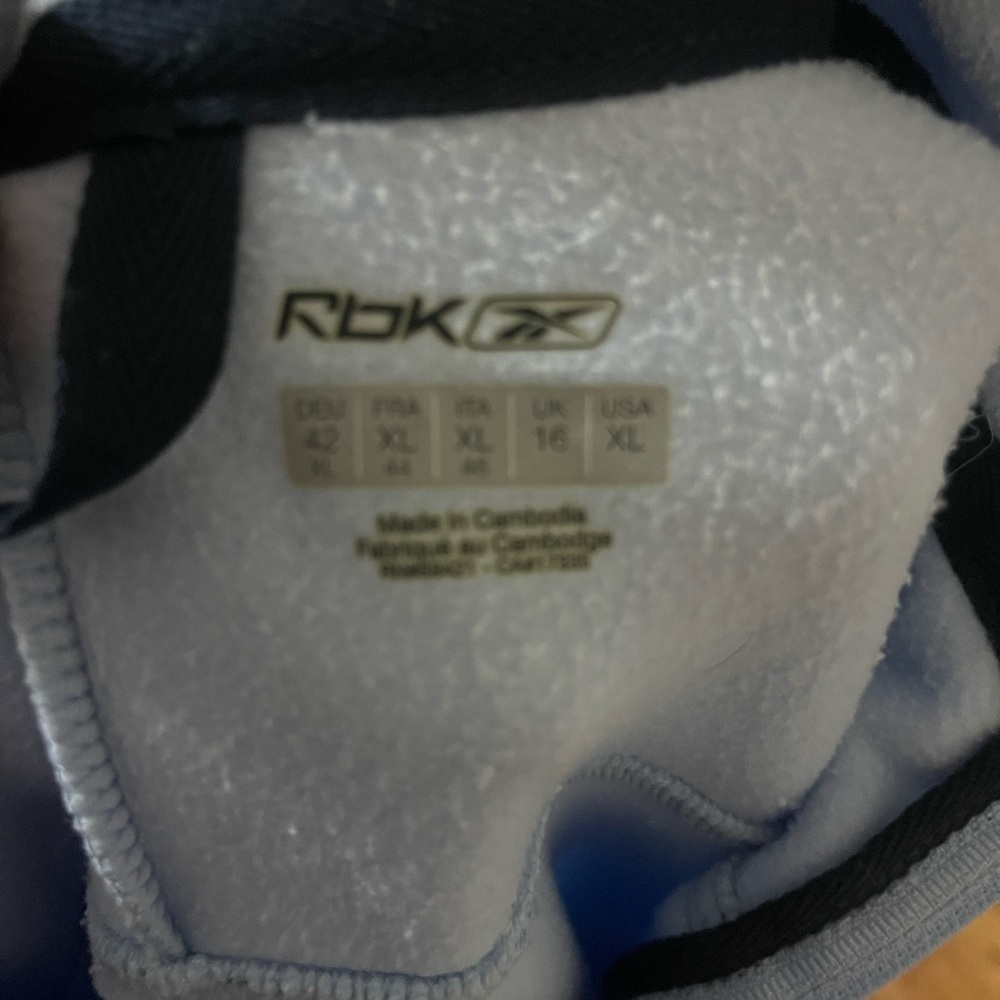 Rbk
DEU FRA ITA UK USA
42 XL XL 16 XL
XL 44 46
Made in Cambodia
Fabriqué au Cambodge